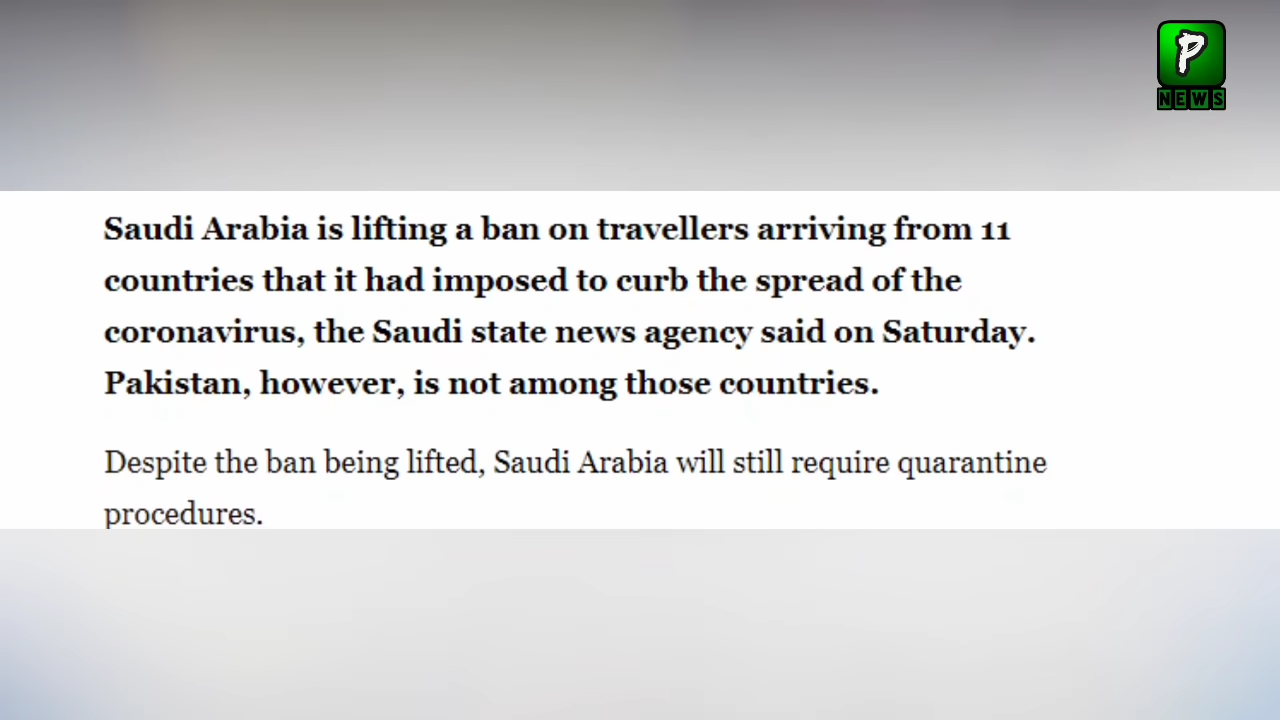 P
NEWS
Saudi Arabia is lifting a ban on travellers arriving from 11
countries that it had imposed to curb the spread of the
coronavirus, the Saudi state news agency said on Saturday.
Pakistan, however, is not among those countries.
Despite the ban being lifted, Saudi Arabia will still require quarantine
procedures.